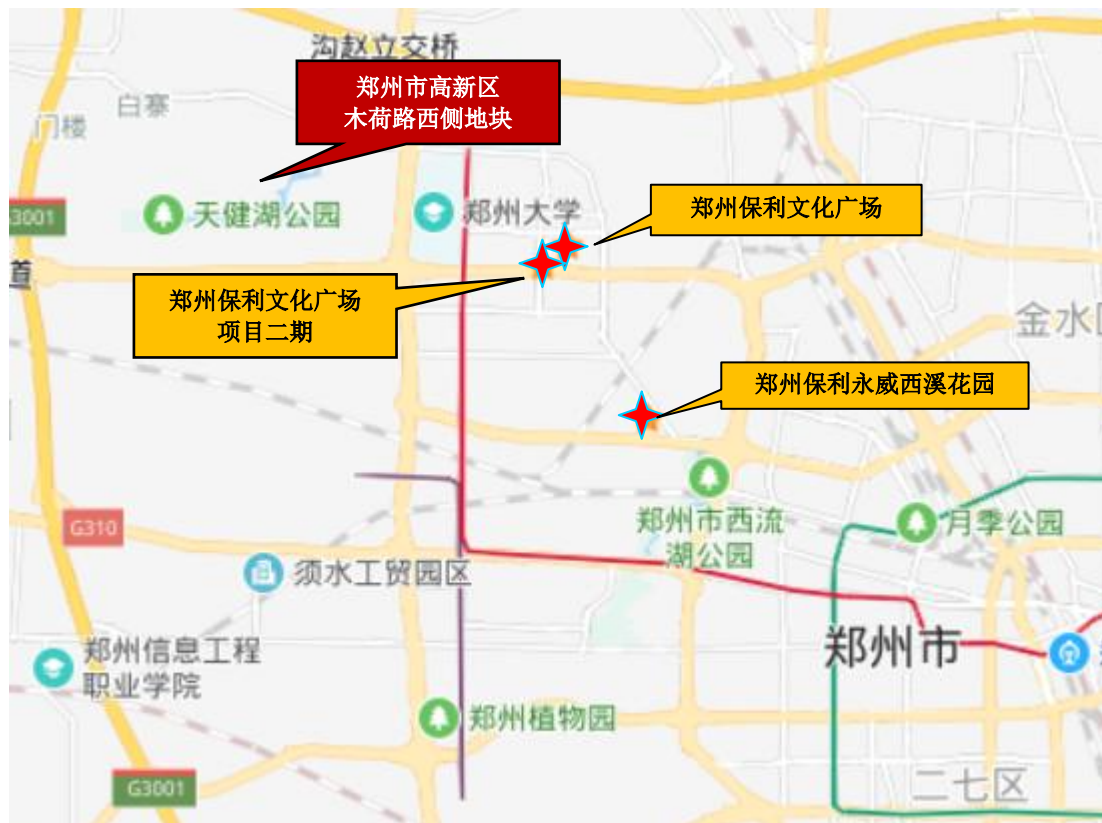 沟赵立交桥
郑州市高新区
木荷路西侧地块
白寨
门楼
3001
天健湖公园
郑州大学
郑州保利文化广场
道
郑州保利文化广场
项目二期
金水区
郑州保利永威西溪花园
G310
郑州市西流
湖公园
月季公园
须水工贸园区
郑州信息工程
职业学院
郑州市
郑州植物园
G3001
二七区